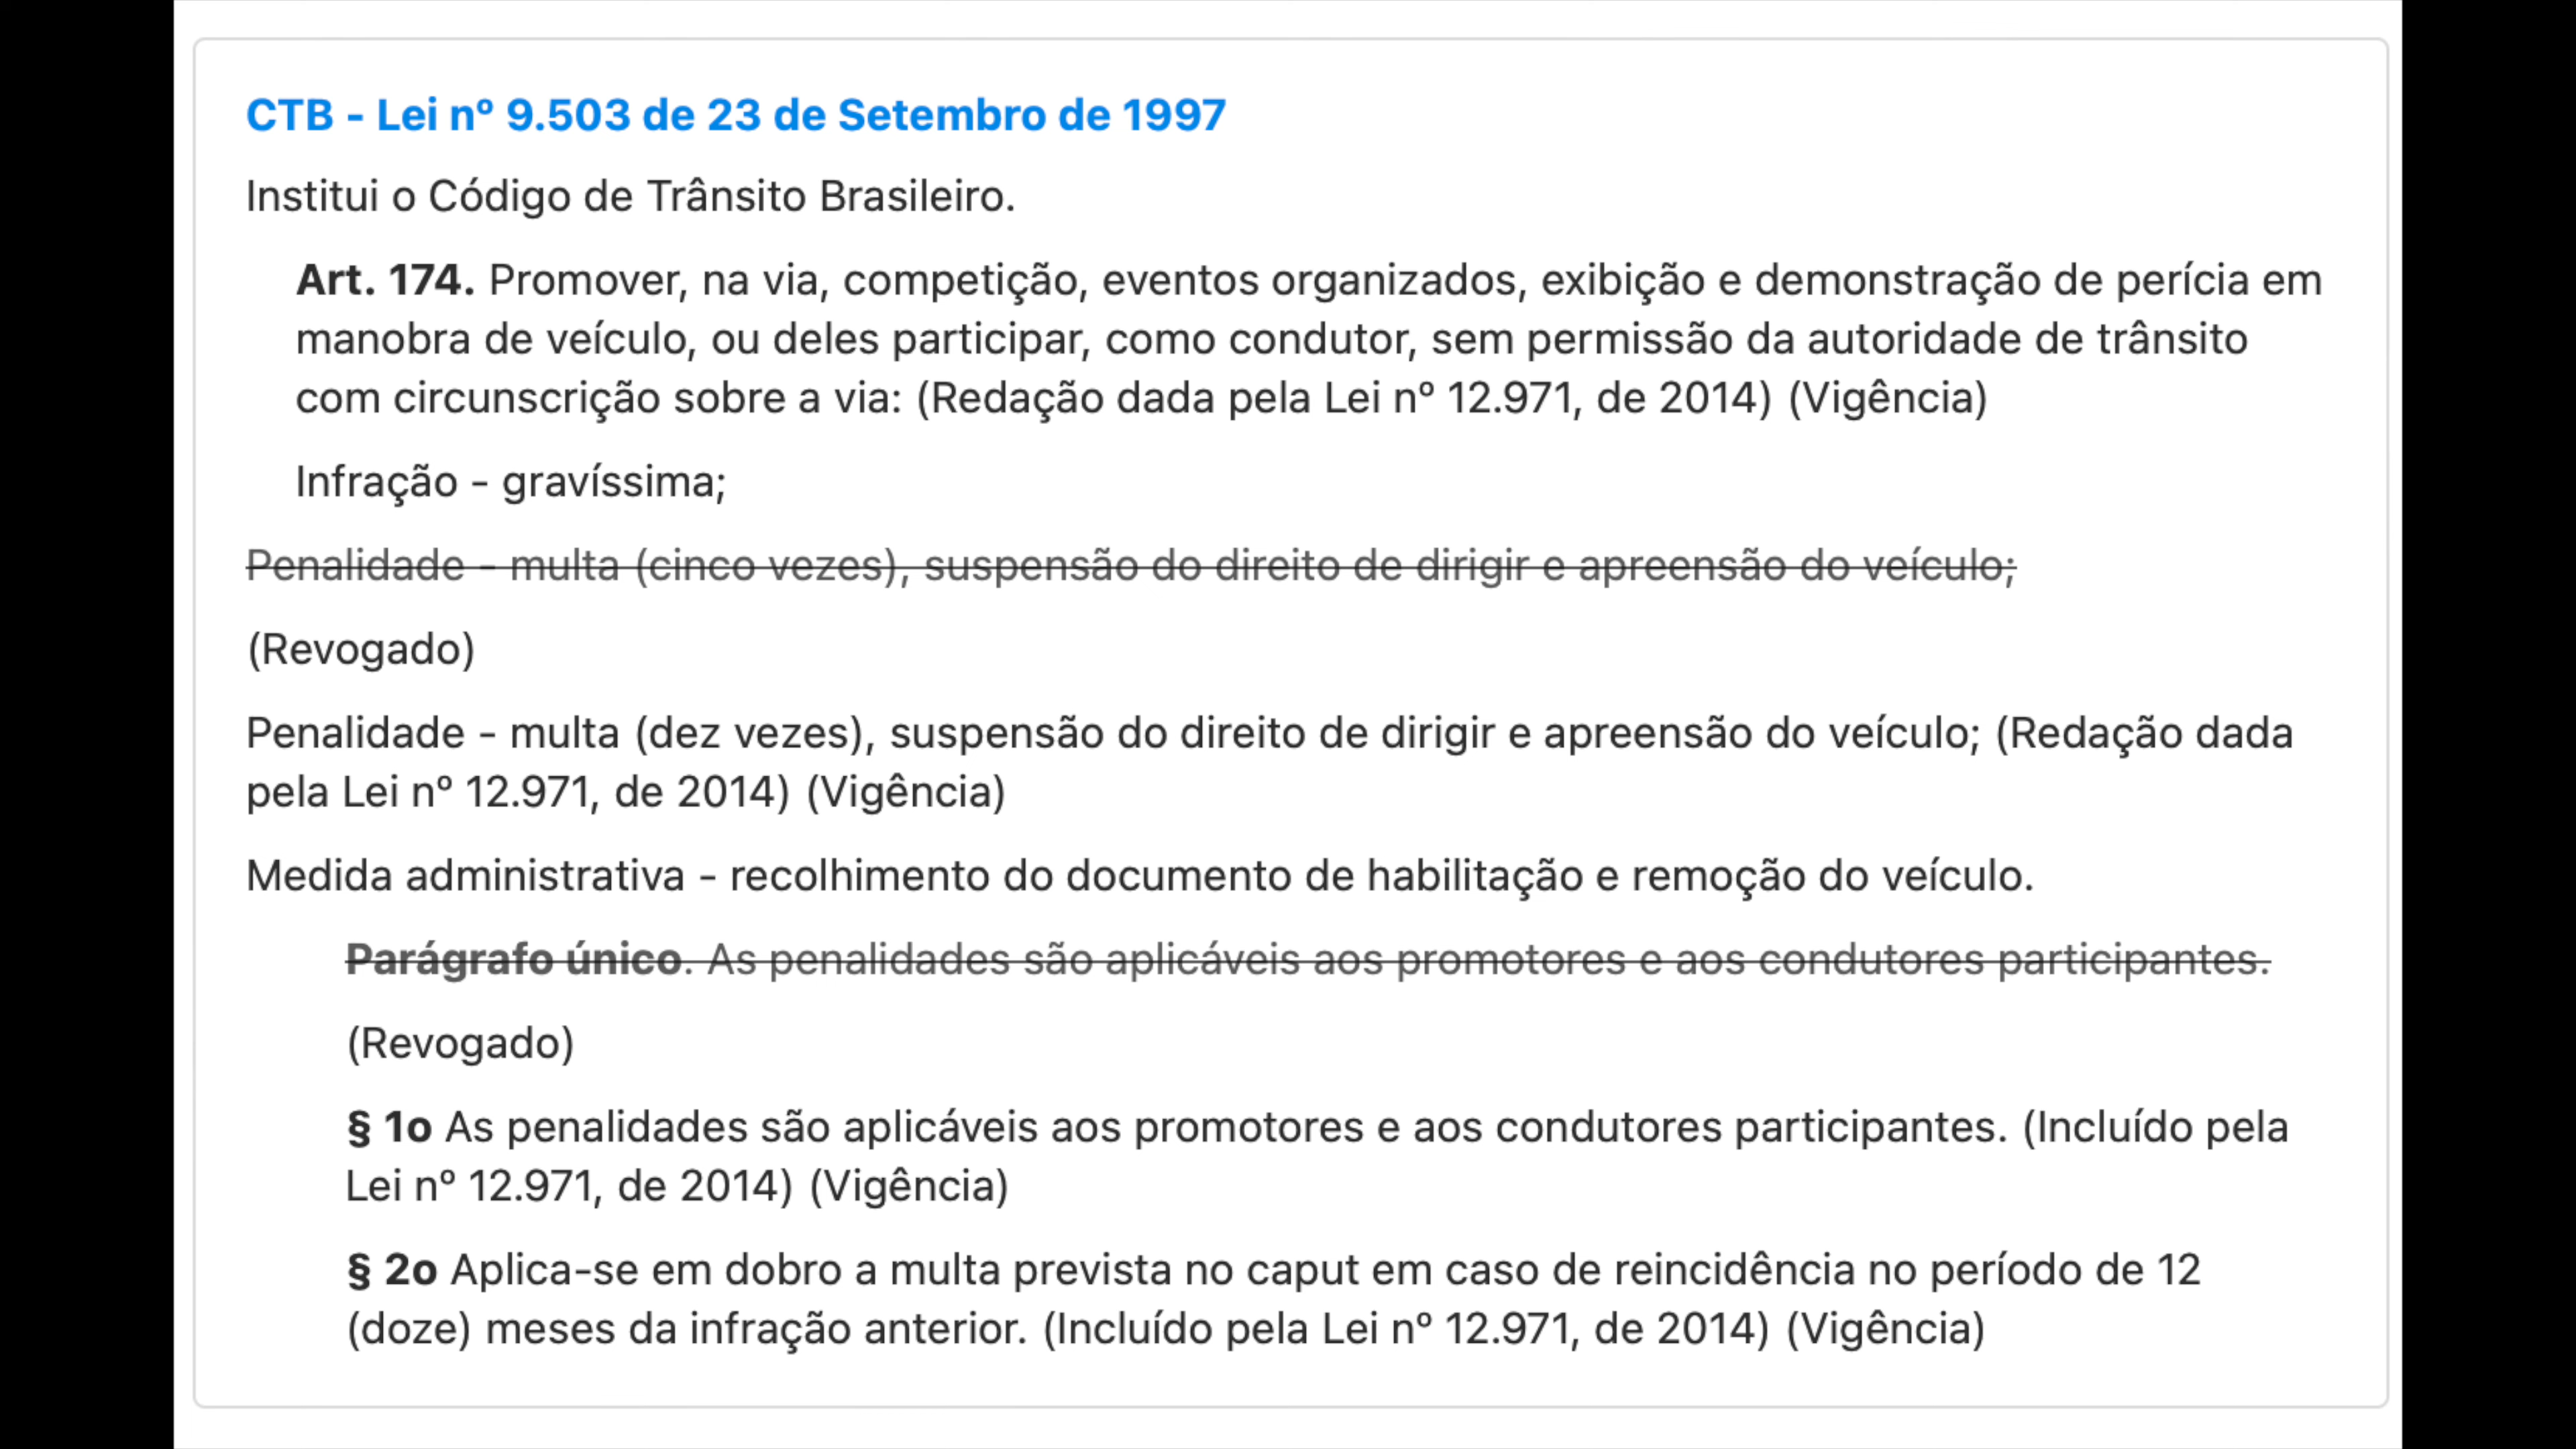 CTB - Lei nº 9.503 de 23 de Setembro de 1997
Institui o Código de Trânsito Brasileiro.
Art. 174. Promover, na via, competição, eventos organizados, exibição e demonstração de perícia em
manobra de veículo, ou deles participar, como condutor, sem permissão da autoridade de trânsito
com circunscrição sobre a via: (Redação dada pela Lei nº 12.971, de 2014) (Vigência)
Infração - gravíssima;
Penalidade - multa (cinco vezes), suspensão do direito de dirigir e apreensão do veículo;
(Revogado)
Penalidade - multa (dez vezes), suspensão do direito de dirigir e apreensão do veículo; (Redação dada
pela Lei nº 12.971, de 2014) (Vigência)
Medida administrativa - recolhimento do documento de habilitação e remoção do veículo.
Parágrafo único. As penalidades são aplicáveis aos promotores e aos condutores participantes.
(Revogado)
§ 1o As penalidades são aplicáveis aos promotores e aos condutores participantes. (Incluído pela
Lei nº 12.971, de 2014) (Vigência)
§ 2o Aplica-se em dobro a multa prevista no caput em caso de reincidência no período de 12
(doze) meses da infração anterior. (Incluído pela Lei nº 12.971, de 2014) (Vigência)